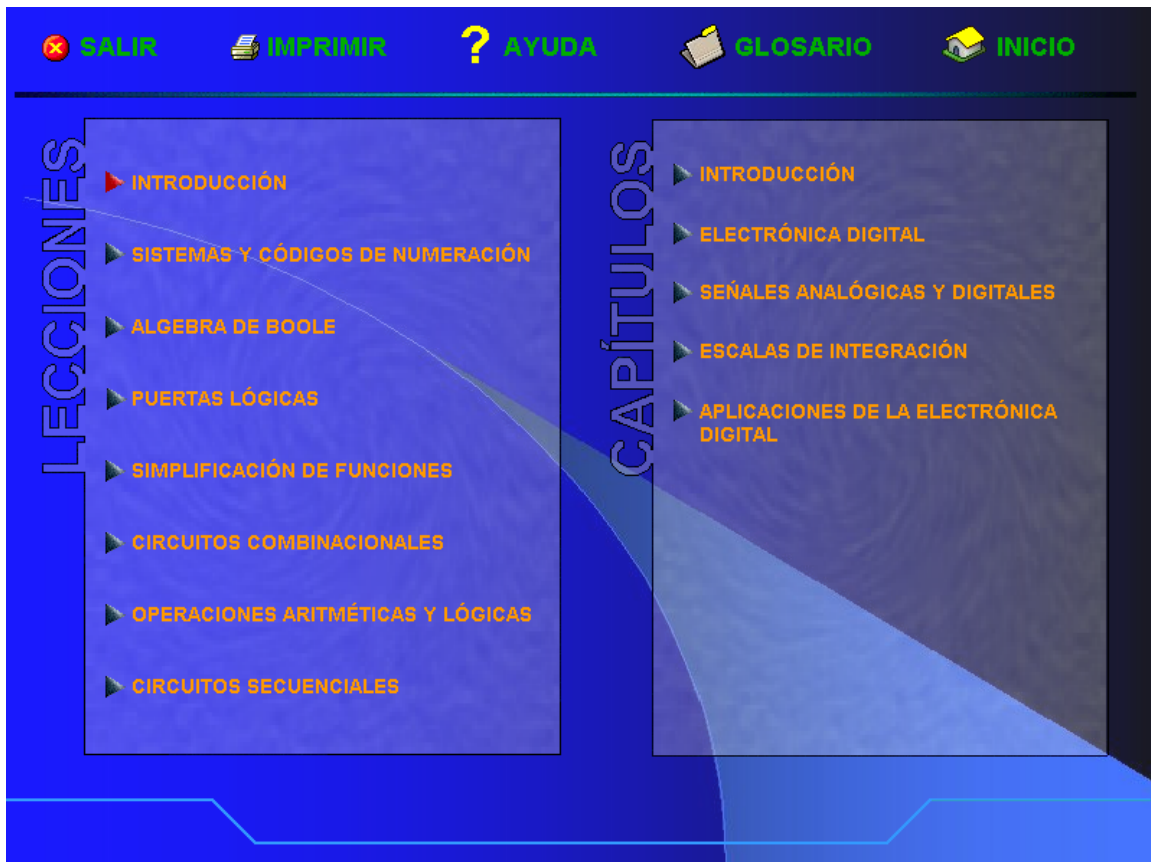 SALIR
IMPRIMIR
? AYUDA
GLOSARIO
INICIO
LECCIONES
INTRODUCCIÓN
SISTEMAS Y CÓDIGOS DE NUMERACIÓN
ALGEBRA DE BOOLE
PUERTAS LÓGICAS
SIMPLIFICACIÓN DE FUNCIONES
CIRCUITOS COMBINACIONALES
OPERACIONES ARITMÉTICAS Y LÓGICAS
CIRCUITOS SECUENCIALES
CAPÍTULOS
INTRODUCCIÓN
ELECTRÓNICA DIGITAL
SEÑALES ANALÓGICAS Y DIGITALES
ESCALAS DE INTEGRACIÓN
APLICACIONES DE LA ELECTRÓNICA
DIGITAL